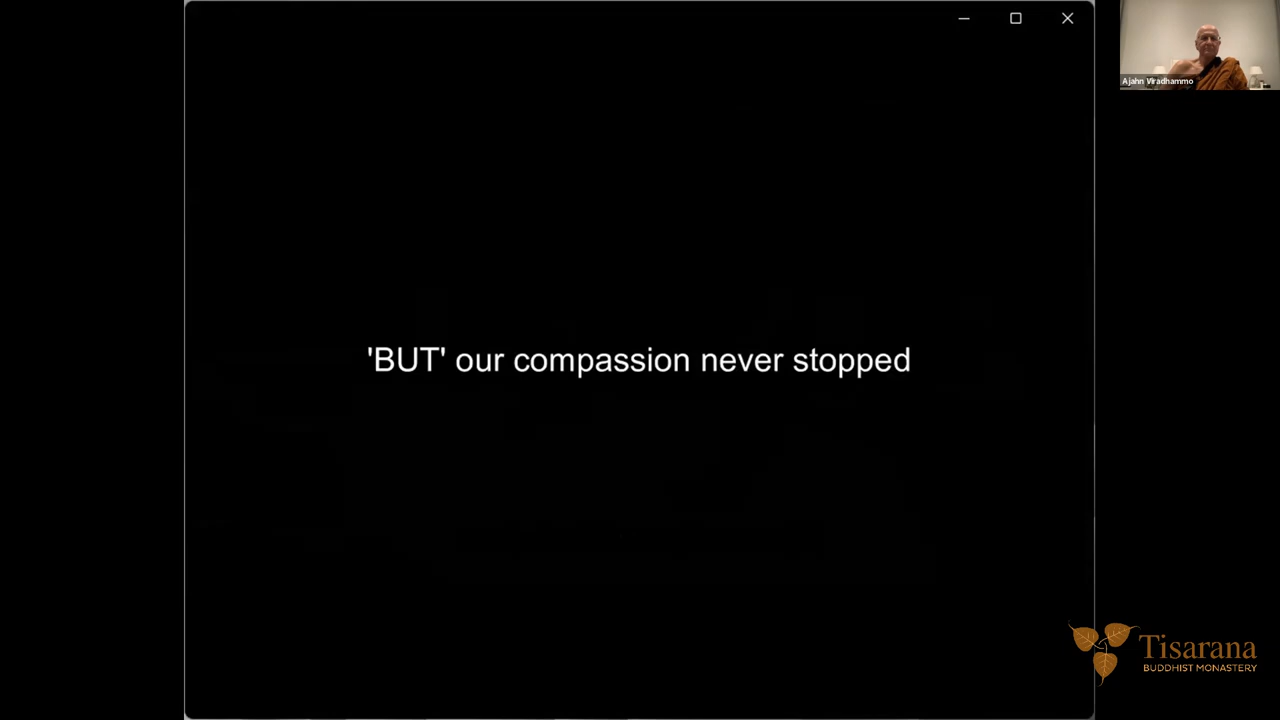 Ajahn Viradhammo
'BUT' our compassion never stopped
Tisarana
BUDDHIST MONASTERY